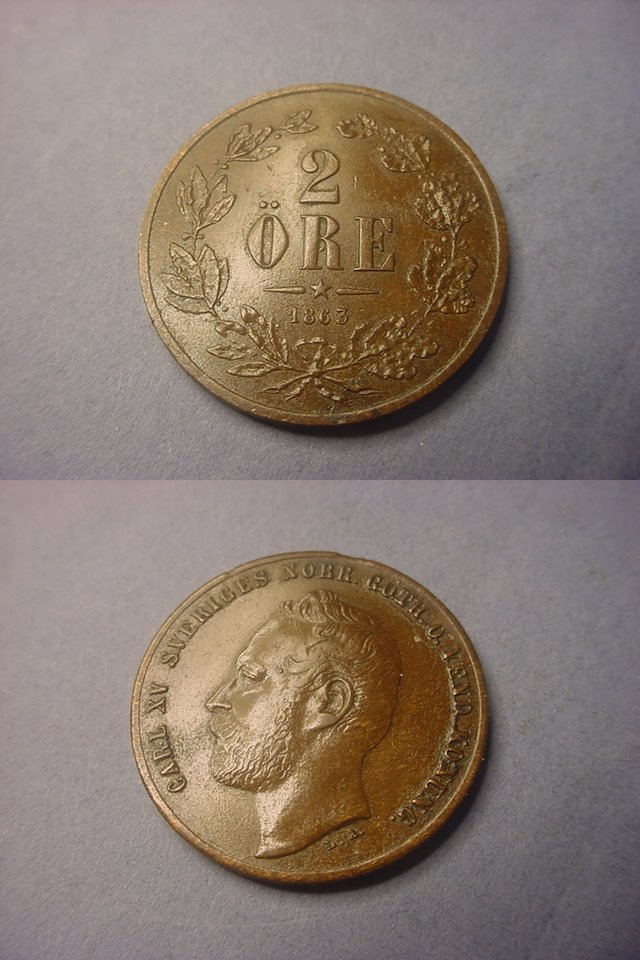 2
ÖRE
1863
CARL XV SVERIGES NORR. GOTH. O. VEND. KONUNG.
L.A.